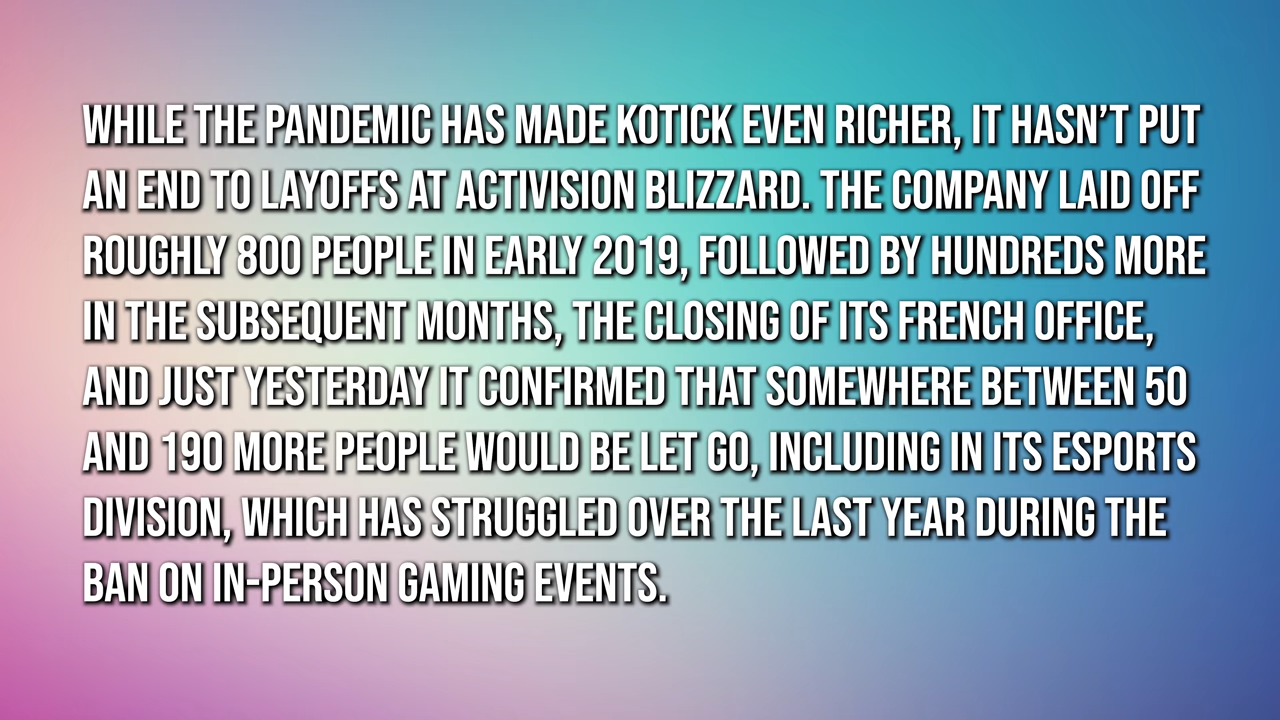 WHILE THE PANDEMIC HAS MADE KOTICK EVEN RICHER, IT HASN’T PUT
AN END TO LAYOFFS AT ACTIVISION BLIZZARD. THE COMPANY LAID OFF
ROUGHLY 800 PEOPLE IN EARLY 2019, FOLLOWED BY HUNDREDS MORE
IN THE SUBSEQUENT MONTHS, THE CLOSING OF ITS FRENCH OFFICE,
AND JUST YESTERDAY IT CONFIRMED THAT SOMEWHERE BETWEEN 50
AND 190 MORE PEOPLE WOULD BE LET GO, INCLUDING IN ITS ESPORTS
DIVISION, WHICH HAS STRUGGLED OVER THE LAST YEAR DURING THE
BAN ON IN-PERSON GAMING EVENTS.